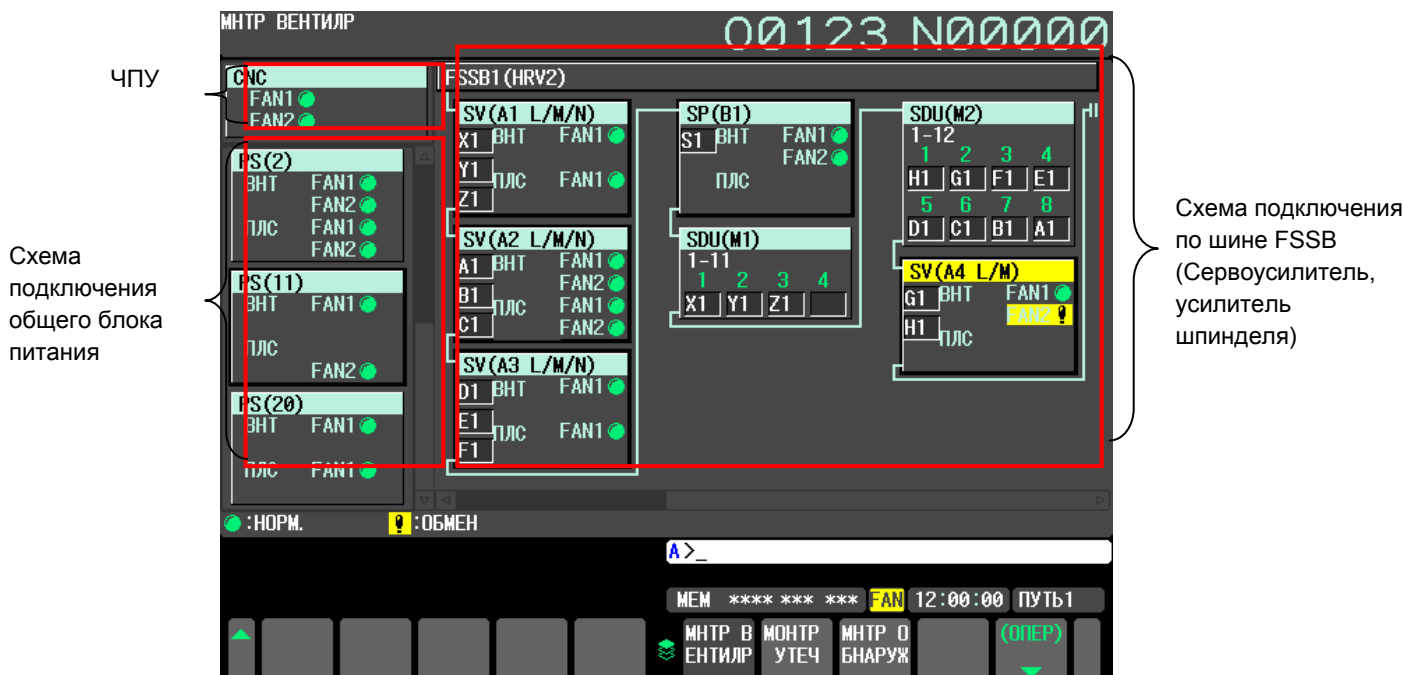 МНТР ВЕНТИЛР
O0123 N00000
ЧПУ
CNC
FAN1
FAN2
Схема
подключения
общего блока
питания
PS(2)
ВНТ FAN1
FAN2
ПЛС FAN1
FAN2
PS(11)
ВНТ FAN1
ПЛС
FAN2
PS(20)
ВНТ FAN1
ПЛС FAN1
FSSB1(HRV2)
SV(A1 L/M/N)
X1 ВНТ FAN1
Y1 ПЛС FAN1
Z1
SV(A2 L/M/N)
A1 ВНТ FAN1
FAN2
B1 ПЛС FAN1
C1 FAN2
SV(A3 L/M/N)
D1 ВНТ FAN1
E1 ПЛС FAN1
F1
SP(B1)
S1 ВНТ FAN1
FAN2
ПЛС
SDU(M1)
1-11
1 2 3 4
X1 Y1 Z1
SDU(M2)
1-12
1 2 3 4
H1 G1 F1 E1
5 6 7 8
D1 C1 B1 A1
SV(A4 L/M)
G1 ВНТ FAN1
FAN2
H1 ПЛС
Схема подключения
по шине FSSB
(Сервоусилитель,
усилитель
шпинделя)
:НОРМ. :ОБМЕН
A>_
MEM **** *** *** FAN 12:00:00 ПУТЬ1
МНТР В
ЕНТИЛР
МОНТР
УТЕЧ
МНТР О
БНАРУЖ
(ОПЕР)